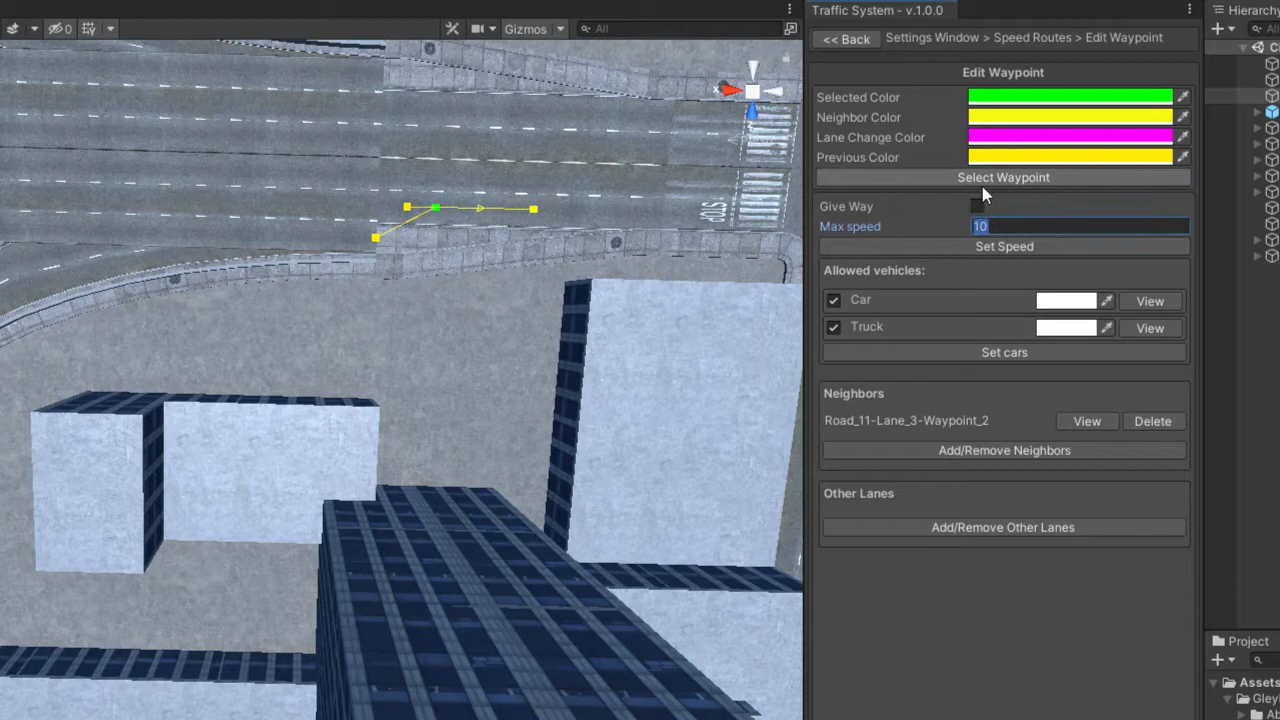 Traffic System - v.1.0.0
Hierarchy
0
Gizmos
All
<< Back
Settings Window > Speed Routes > Edit Waypoint
Edit Waypoint
Selected Color
Neighbor Color
Lane Change Color
Previous Color
Select Waypoint
Give Way
Max speed
10
Set Speed
Allowed vehicles:
Car
View
Truck
View
Set cars
Neighbors
Road_11-Lane_3-Waypoint_2
View
Delete
Add/Remove Neighbors
Other Lanes
Add/Remove Other Lanes
STOP
Project
Assets